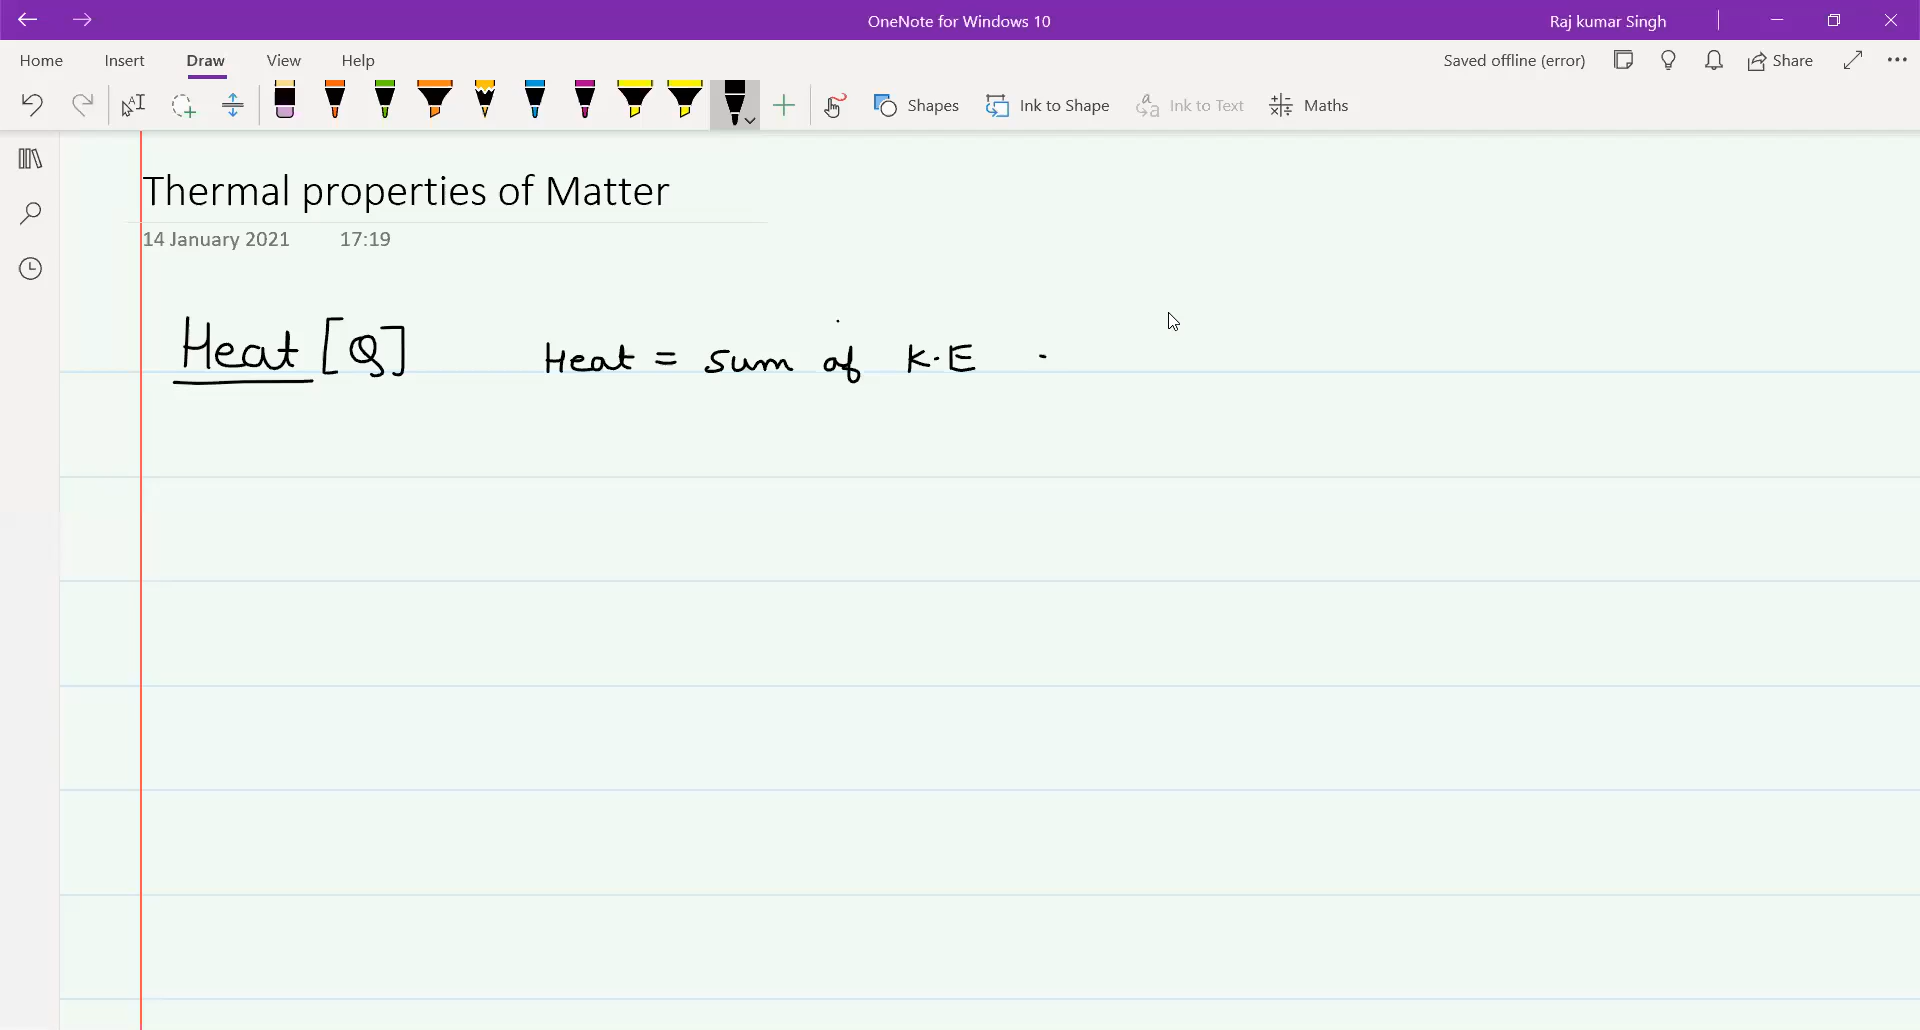 OneNote for Windows 10
Raj kumar Singh
Home Insert Draw View Help
Saved offline (error) Share
Shapes Ink to Shape Ink to Text Maths
Thermal properties of Matter
14 January 2021 17:19
Heat [Q] Heat = sum of K.E